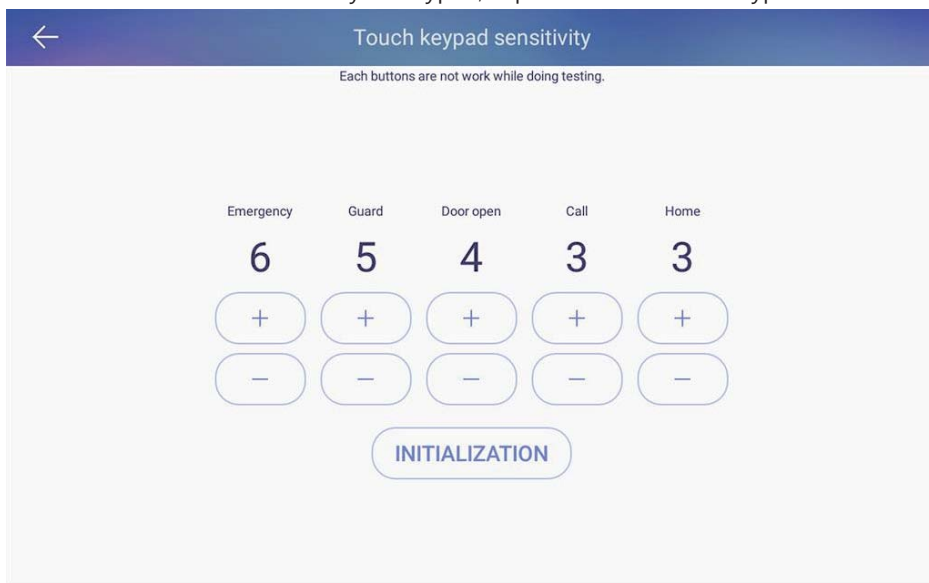 Touch keypad sensitivity
Each buttons are not work while doing testing.
Emergency Guard Door open Call Home
6 5 4 3 3
+ + + + +
− − − − −
INITIALIZATION